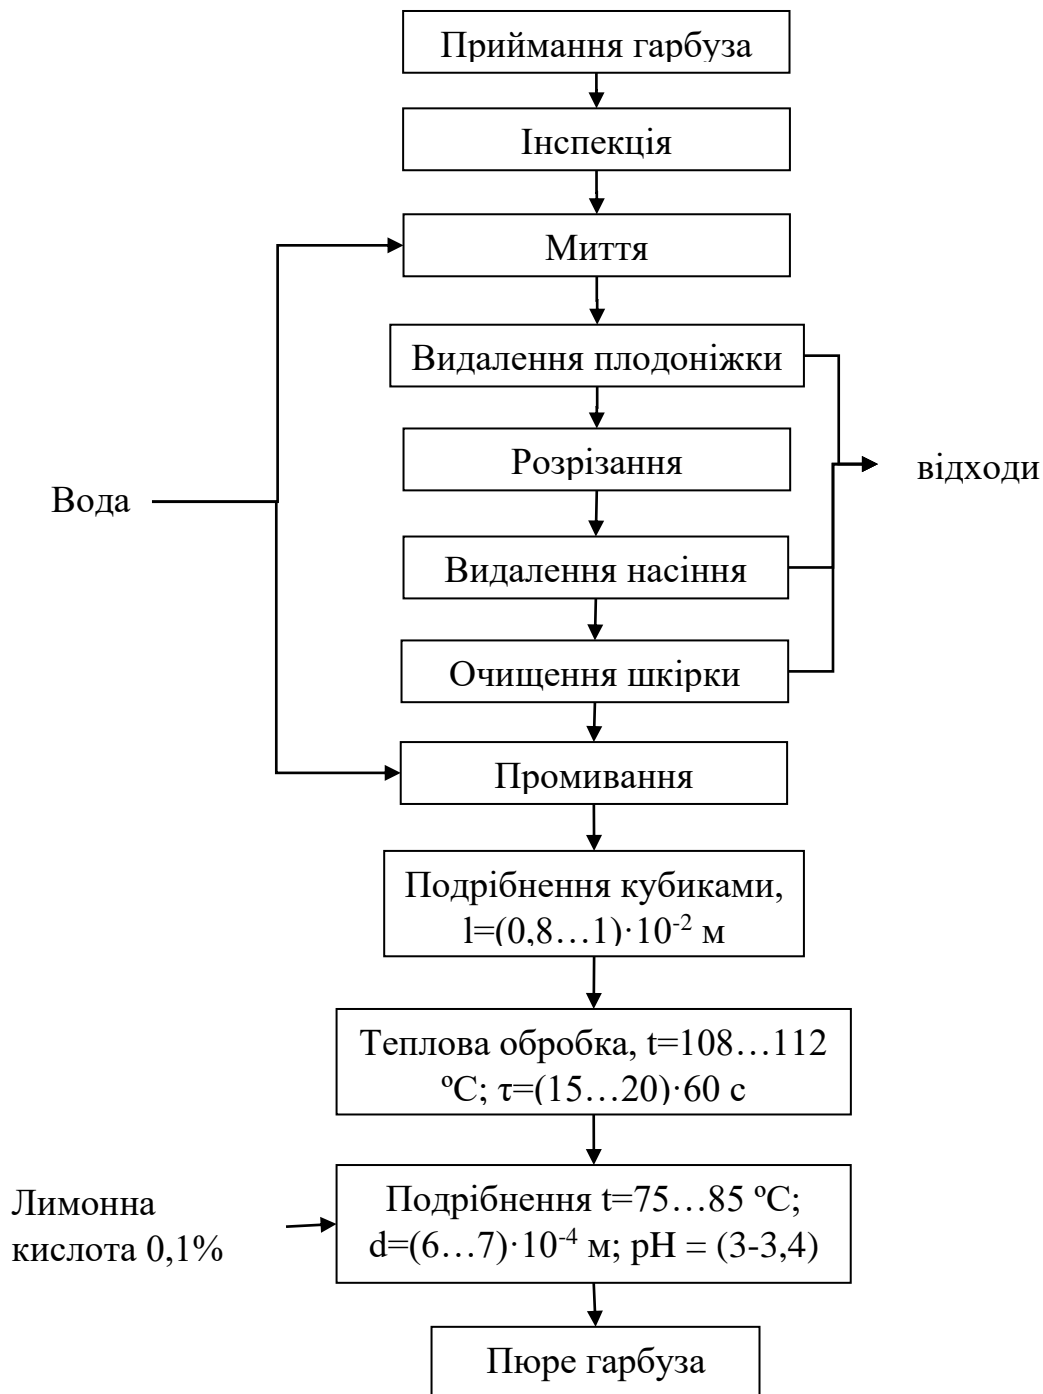 Приймання гарбуза
Інспекція
Миття
Видалення плодоніжки
Розрізання
відходи
Вода
Видалення насіння
Очищення шкірки
Промивання
Подрібнення кубиками,
l=(0,8…1)·10⁻² м
Теплова обробка, t=108…112
ºС; τ=(15…20)·60 с
Лимонна
кислота 0,1%
Подрібнення t=75…85 ºС;
d=(6…7)·10⁻⁴ м; рН = (3-3,4)
Пюре гарбуза